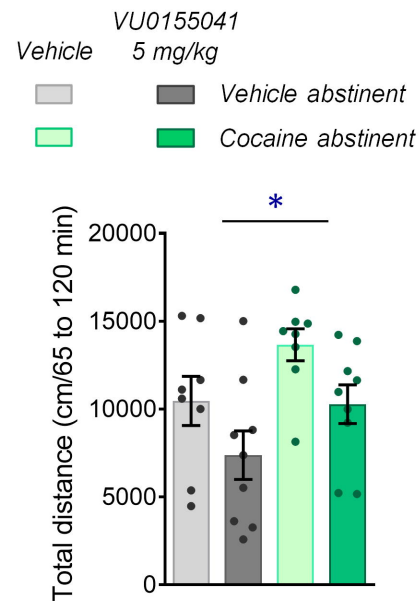 VU0155041
Vehicle 5 mg/kg
Vehicle abstinent
Cocaine abstinent
*
Total distance (cm/65 to 120 min)
20000
15000
10000
5000
0